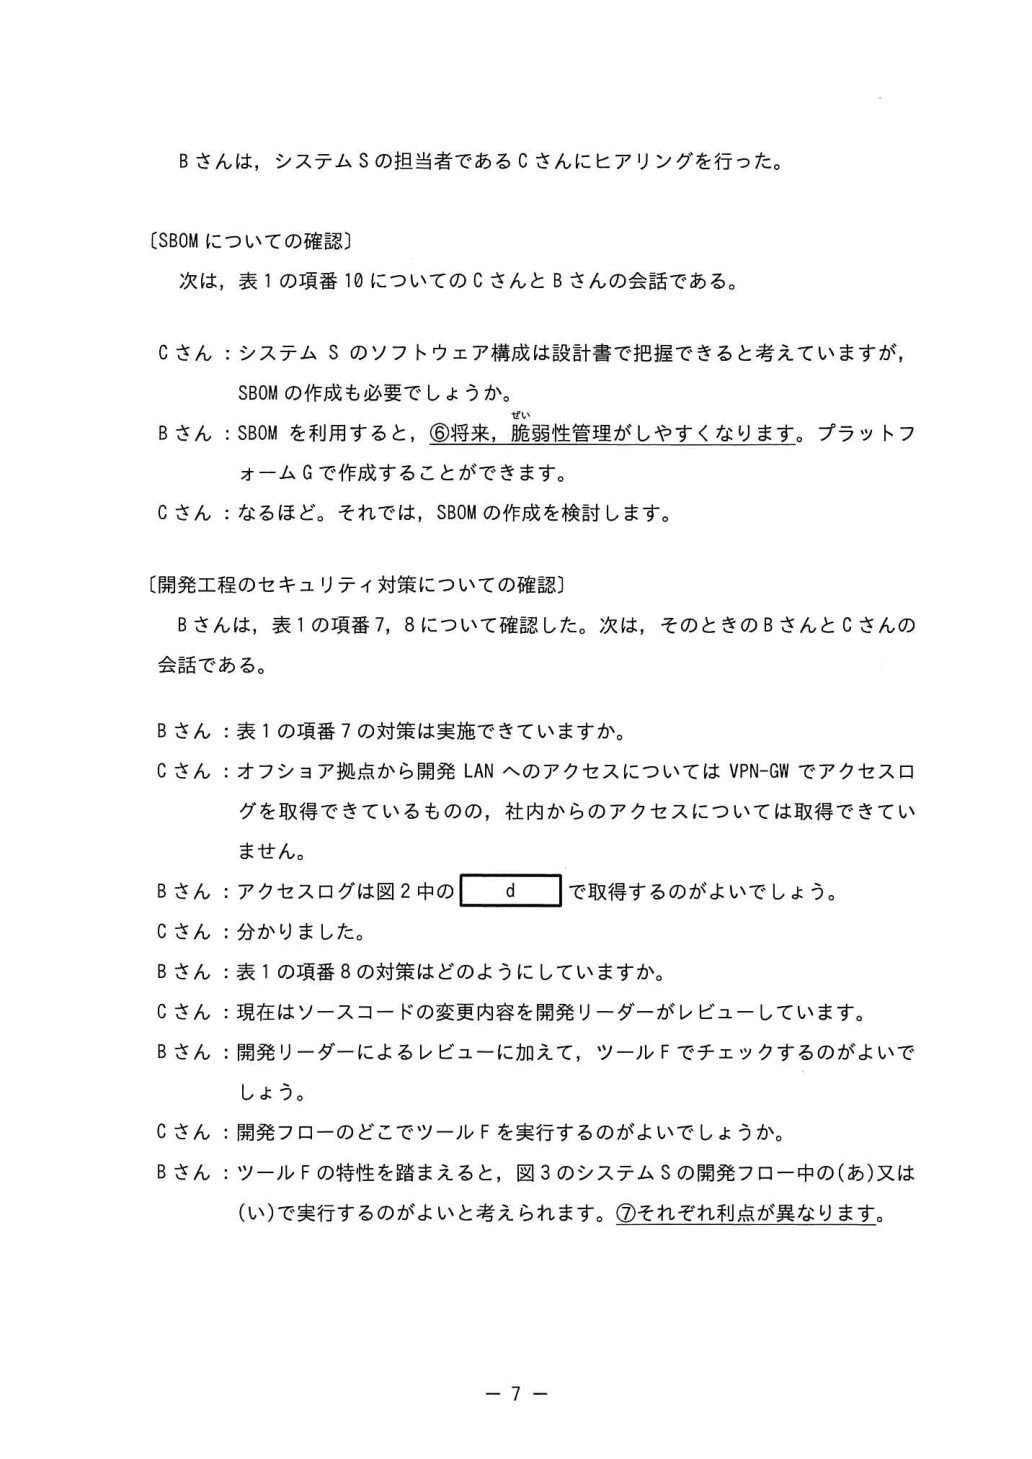 Bさんは，システムSの担当者であるCさんにヒアリングを行った。
〔SBOMについての確認〕
次は，表1の項番10についてのCさんとBさんの会話である。
Cさん：システム S のソフトウェア構成は設計書で把握できると考えていますが，
SBOMの作成も必要でしょうか。
ぜい
Bさん：SBOM を利用すると，⑥将来，脆弱性管理がしやすくなります。プラットフ
ォームGで作成することができます。
Cさん：なるほど。それでは，SBOMの作成を検討します。
〔開発工程のセキュリティ対策についての確認〕
Bさんは，表1の項番7，8について確認した。次は，そのときのBさんとCさんの
会話である。
Bさん：表1の項番7の対策は実施できていますか。
Cさん：オフショア拠点から開発 LAN へのアクセスについては VPN-GW でアクセスロ
グを取得できているものの，社内からのアクセスについては取得できてい
ません。
Bさん：アクセスログは図2中の d で取得するのがよいでしょう。
Cさん：分かりました。
Bさん：表1の項番8の対策はどのようにしていますか。
Cさん：現在はソースコードの変更内容を開発リーダーがレビューしています。
Bさん：開発リーダーによるレビューに加えて，ツールFでチェックするのがよいで
しょう。
Cさん：開発フローのどこでツールFを実行するのがよいでしょうか。
Bさん：ツールFの特性を踏まえると，図3のシステムSの開発フロー中の(あ)又は
(い)で実行するのがよいと考えられます。⑦それぞれ利点が異なります。
－ 7 －